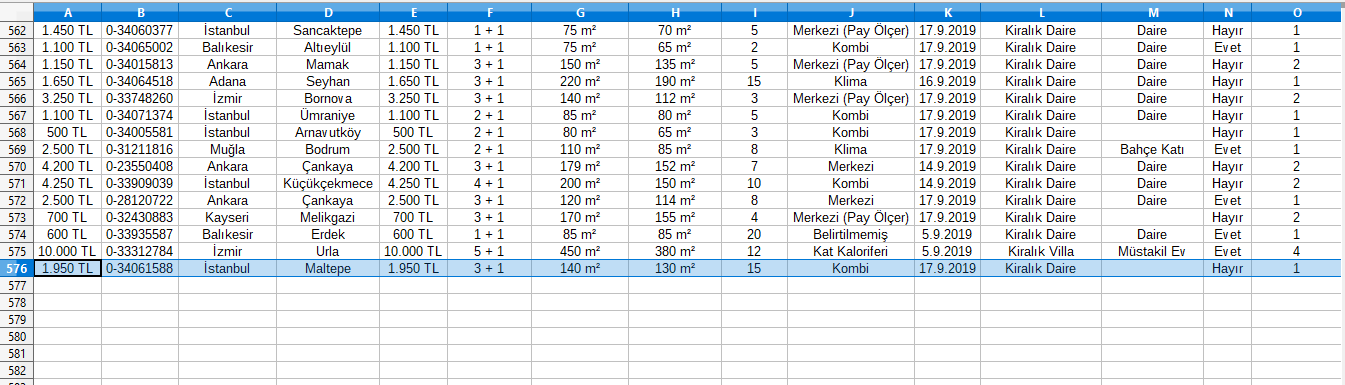 A B C D E F G H I J K L M N O
562 1.450 TL 0-34060377 İstanbul Sancaktepe 1.450 TL 1 + 1 75 m² 70 m² 5 Merkezi (Pay Ölçer) 17.9.2019 Kiralık Daire Daire Hayır 1
563 1.100 TL 0-34065002 Balıkesir Altıeylül 1.100 TL 1 + 1 75 m² 65 m² 2 Kombi 17.9.2019 Kiralık Daire Daire Evet 1
564 1.150 TL 0-34015813 Ankara Mamak 1.150 TL 3 + 1 150 m² 135 m² 5 Merkezi (Pay Ölçer) 17.9.2019 Kiralık Daire Daire Hayır 2
565 1.650 TL 0-34064518 Adana Seyhan 1.650 TL 3 + 1 220 m² 190 m² 15 Klima 16.9.2019 Kiralık Daire Daire Hayır 1
566 3.250 TL 0-33748260 İzmir Bornova 3.250 TL 3 + 1 140 m² 112 m² 3 Merkezi (Pay Ölçer) 17.9.2019 Kiralık Daire Daire Hayır 2
567 1.100 TL 0-34071374 İstanbul Ümraniye 1.100 TL 2 + 1 85 m² 80 m² 5 Kombi 17.9.2019 Kiralık Daire Daire Hayır 1
568 500 TL 0-34005581 İstanbul Arnavutköy 500 TL 2 + 1 80 m² 65 m² 3 Kombi 17.9.2019 Kiralık Daire Hayır 1
569 2.500 TL 0-31211816 Muğla Bodrum 2.500 TL 2 + 1 110 m² 85 m² 8 Klima 17.9.2019 Kiralık Daire Bahçe Katı Evet 1
570 4.200 TL 0-23550408 Ankara Çankaya 4.200 TL 3 + 1 179 m² 152 m² 7 Merkezi 14.9.2019 Kiralık Daire Daire Hayır 2
571 4.250 TL 0-33909039 İstanbul Küçükçekmece 4.250 TL 4 + 1 200 m² 150 m² 10 Kombi 14.9.2019 Kiralık Daire Daire Hayır 2
572 2.500 TL 0-28120722 Ankara Çankaya 2.500 TL 3 + 1 120 m² 114 m² 8 Merkezi 17.9.2019 Kiralık Daire Daire Evet 1
573 700 TL 0-32430883 Kayseri Melikgazi 700 TL 3 + 1 170 m² 155 m² 4 Merkezi (Pay Ölçer) 17.9.2019 Kiralık Daire Hayır 2
574 600 TL 0-33935587 Balıkesir Erdek 600 TL 1 + 1 85 m² 85 m² 20 Belirtilmemiş 5.9.2019 Kiralık Daire Daire Evet 1
575 10.000 TL 0-33312784 İzmir Urla 10.000 TL 5 + 1 450 m² 380 m² 12 Kat Kaloriferi 5.9.2019 Kiralık Villa Müstakil Ev Evet 4
576 1.950 TL 0-34061588 İstanbul Maltepe 1.950 TL 3 + 1 140 m² 130 m² 15 Kombi 17.9.2019 Kiralık Daire Hayır 1
577
578
579
580
581
582